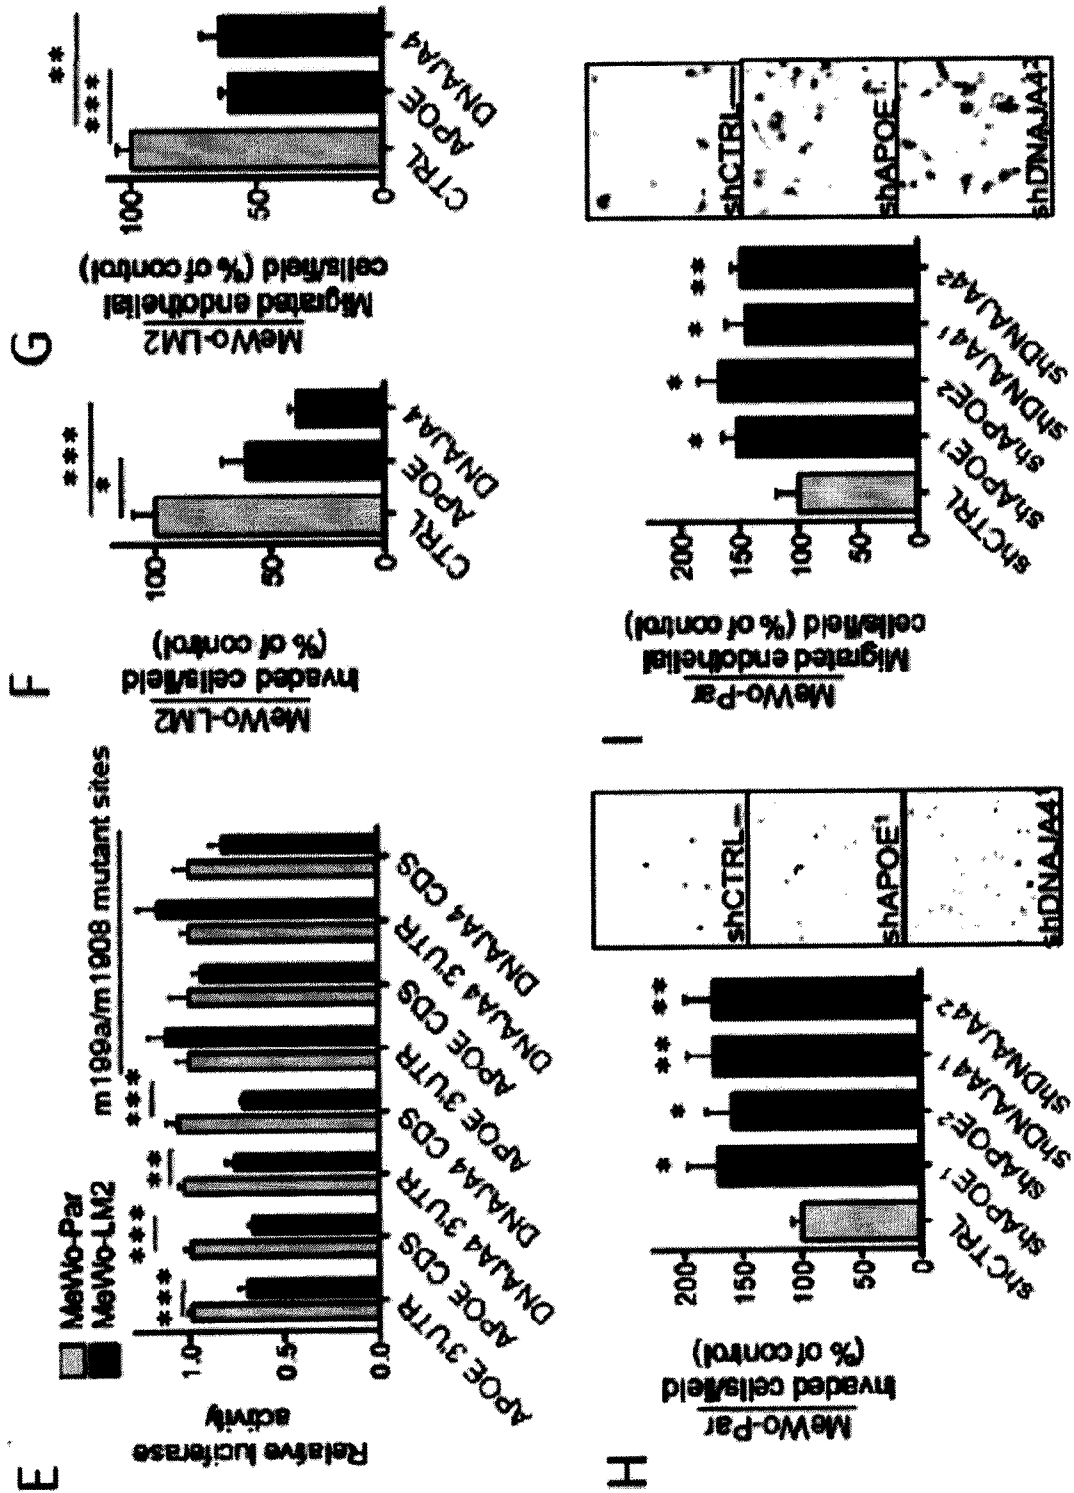 E
MeWo-Par
MeWo-LM2
m199a/m1908 mutant sites
Relative luciferase
activity
1.0
0.5
0.0
***
***
**
***
APOE 3'UTR
APOE CDS
DNAJA4 3'UTR
DNAJA4 CDS
APOE 3'UTR
APOE CDS
DNAJA4 3'UTR
DNAJA4 CDS
F
MeWo-LM2
Invaded cells/field
(% of control)
100
50
0
***
*
CTRL
APOE
DNAJA4
G
MeWo-LM2
Migrated endothelial
cells/field (% of control)
100
50
0
**
***
CTRL
APOE
DNAJA4
H
MeWo-Par
Invaded cells/field
(% of control)
200
150
100
50
0
*
*
**
**
shCTRL
shAPOE1
shAPOE2
shDNAJA41
shDNAJA42
shCTRL
shAPOE1
shDNAJA41
I
MeWo-Par
Migrated endothelial
cells/field (% of control)
200
150
100
50
0
*
*
*
**
shCTRL
shAPOE1
shAPOE2
shDNAJA41
shDNAJA42
shCTRL
shAPOE1
shDNAJA42